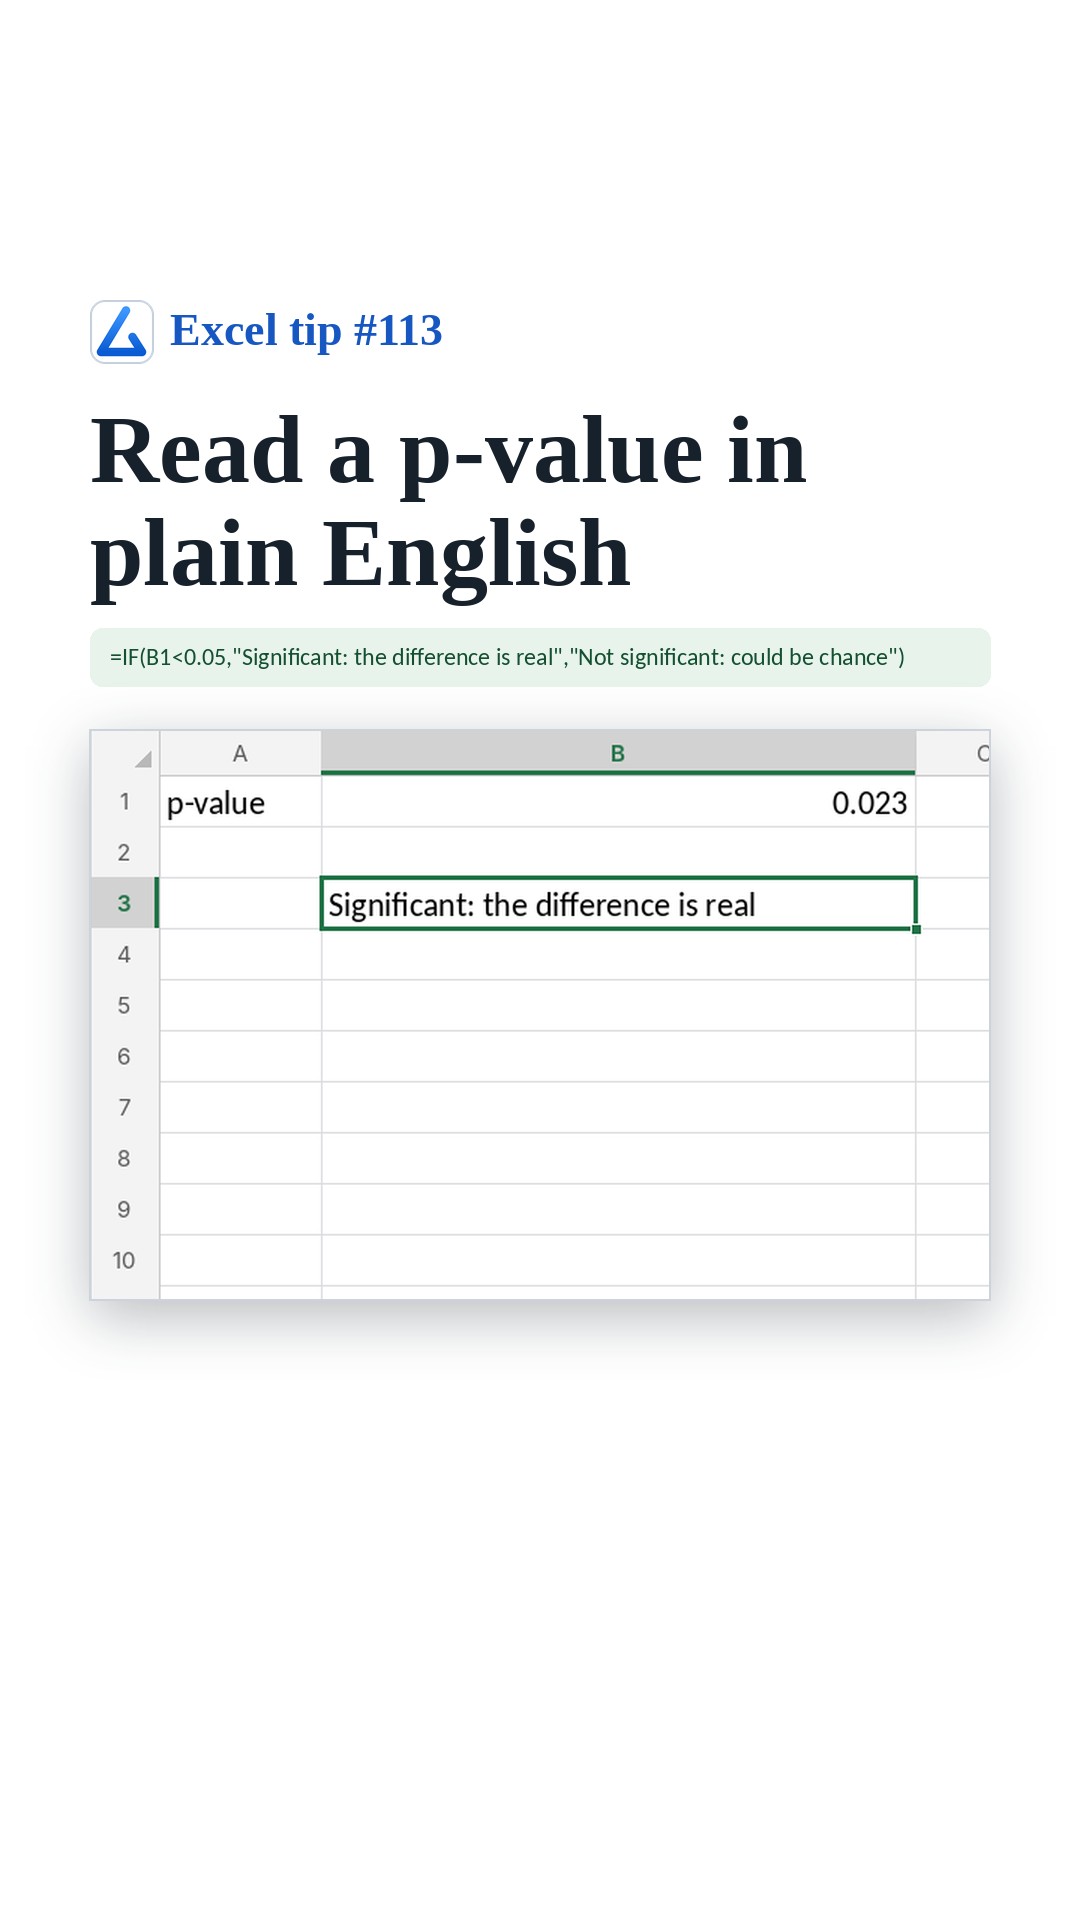 Excel tip #113
Read a p-value in
plain English
=IF(B1<0.05,"Significant: the difference is real","Not significant: could be chance")
A B C
1 p-value 0.023
2
3 Significant: the difference is real
4
5
6
7
8
9
10